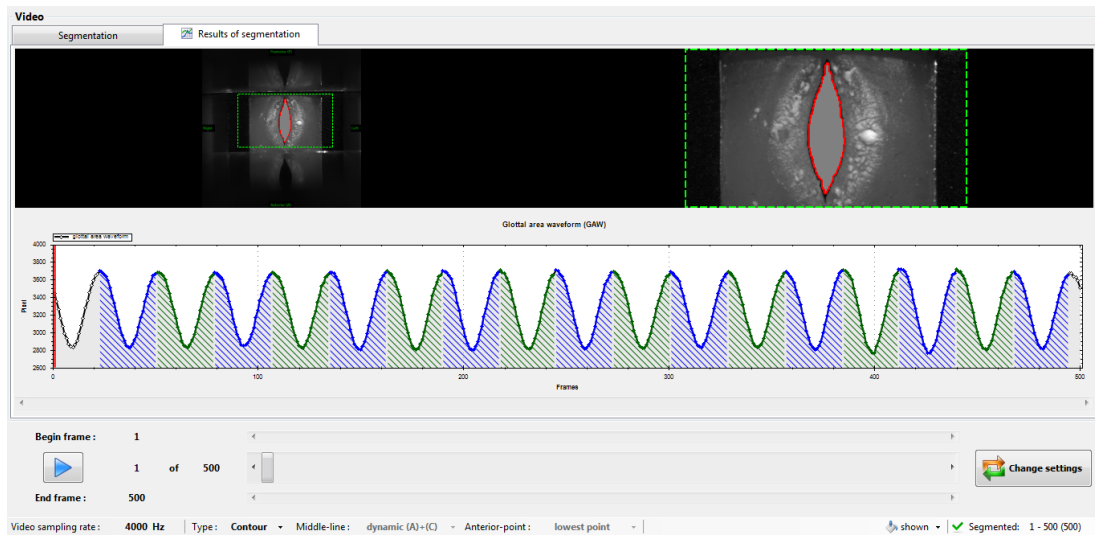 Video
Segmentation
Results of segmentation
Right
Left
Glottal area waveform (GAW)
glottal area waveform
4000
3800
3600
3400
3200
3000
2800
2600
Pixel
0 100 200 300 400 500
Frames
Begin frame : 1
1 of 500
End frame : 500
Change settings
Video sampling rate : 4000 Hz Type : Contour Middle-line : dynamic (A)+(C) Anterior-point : lowest point shown Segmented: 1 - 500 (500)